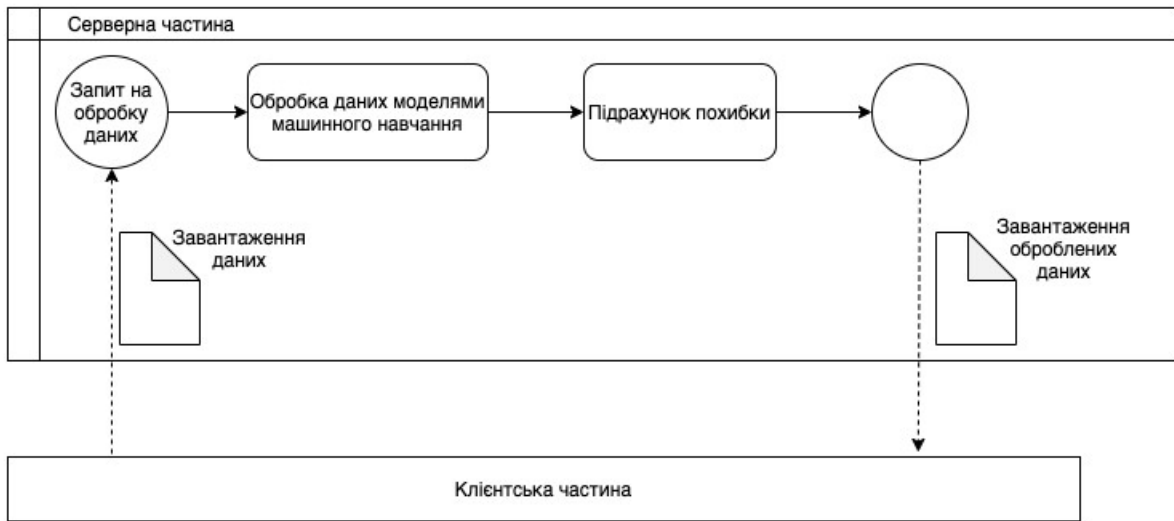 Серверна частина
Запит на
обробку
даних
Обробка даних моделями
машинного навчання
Підрахунок похибки
Завантаження
даних
Завантаження
оброблених
даних
Клієнтська частина